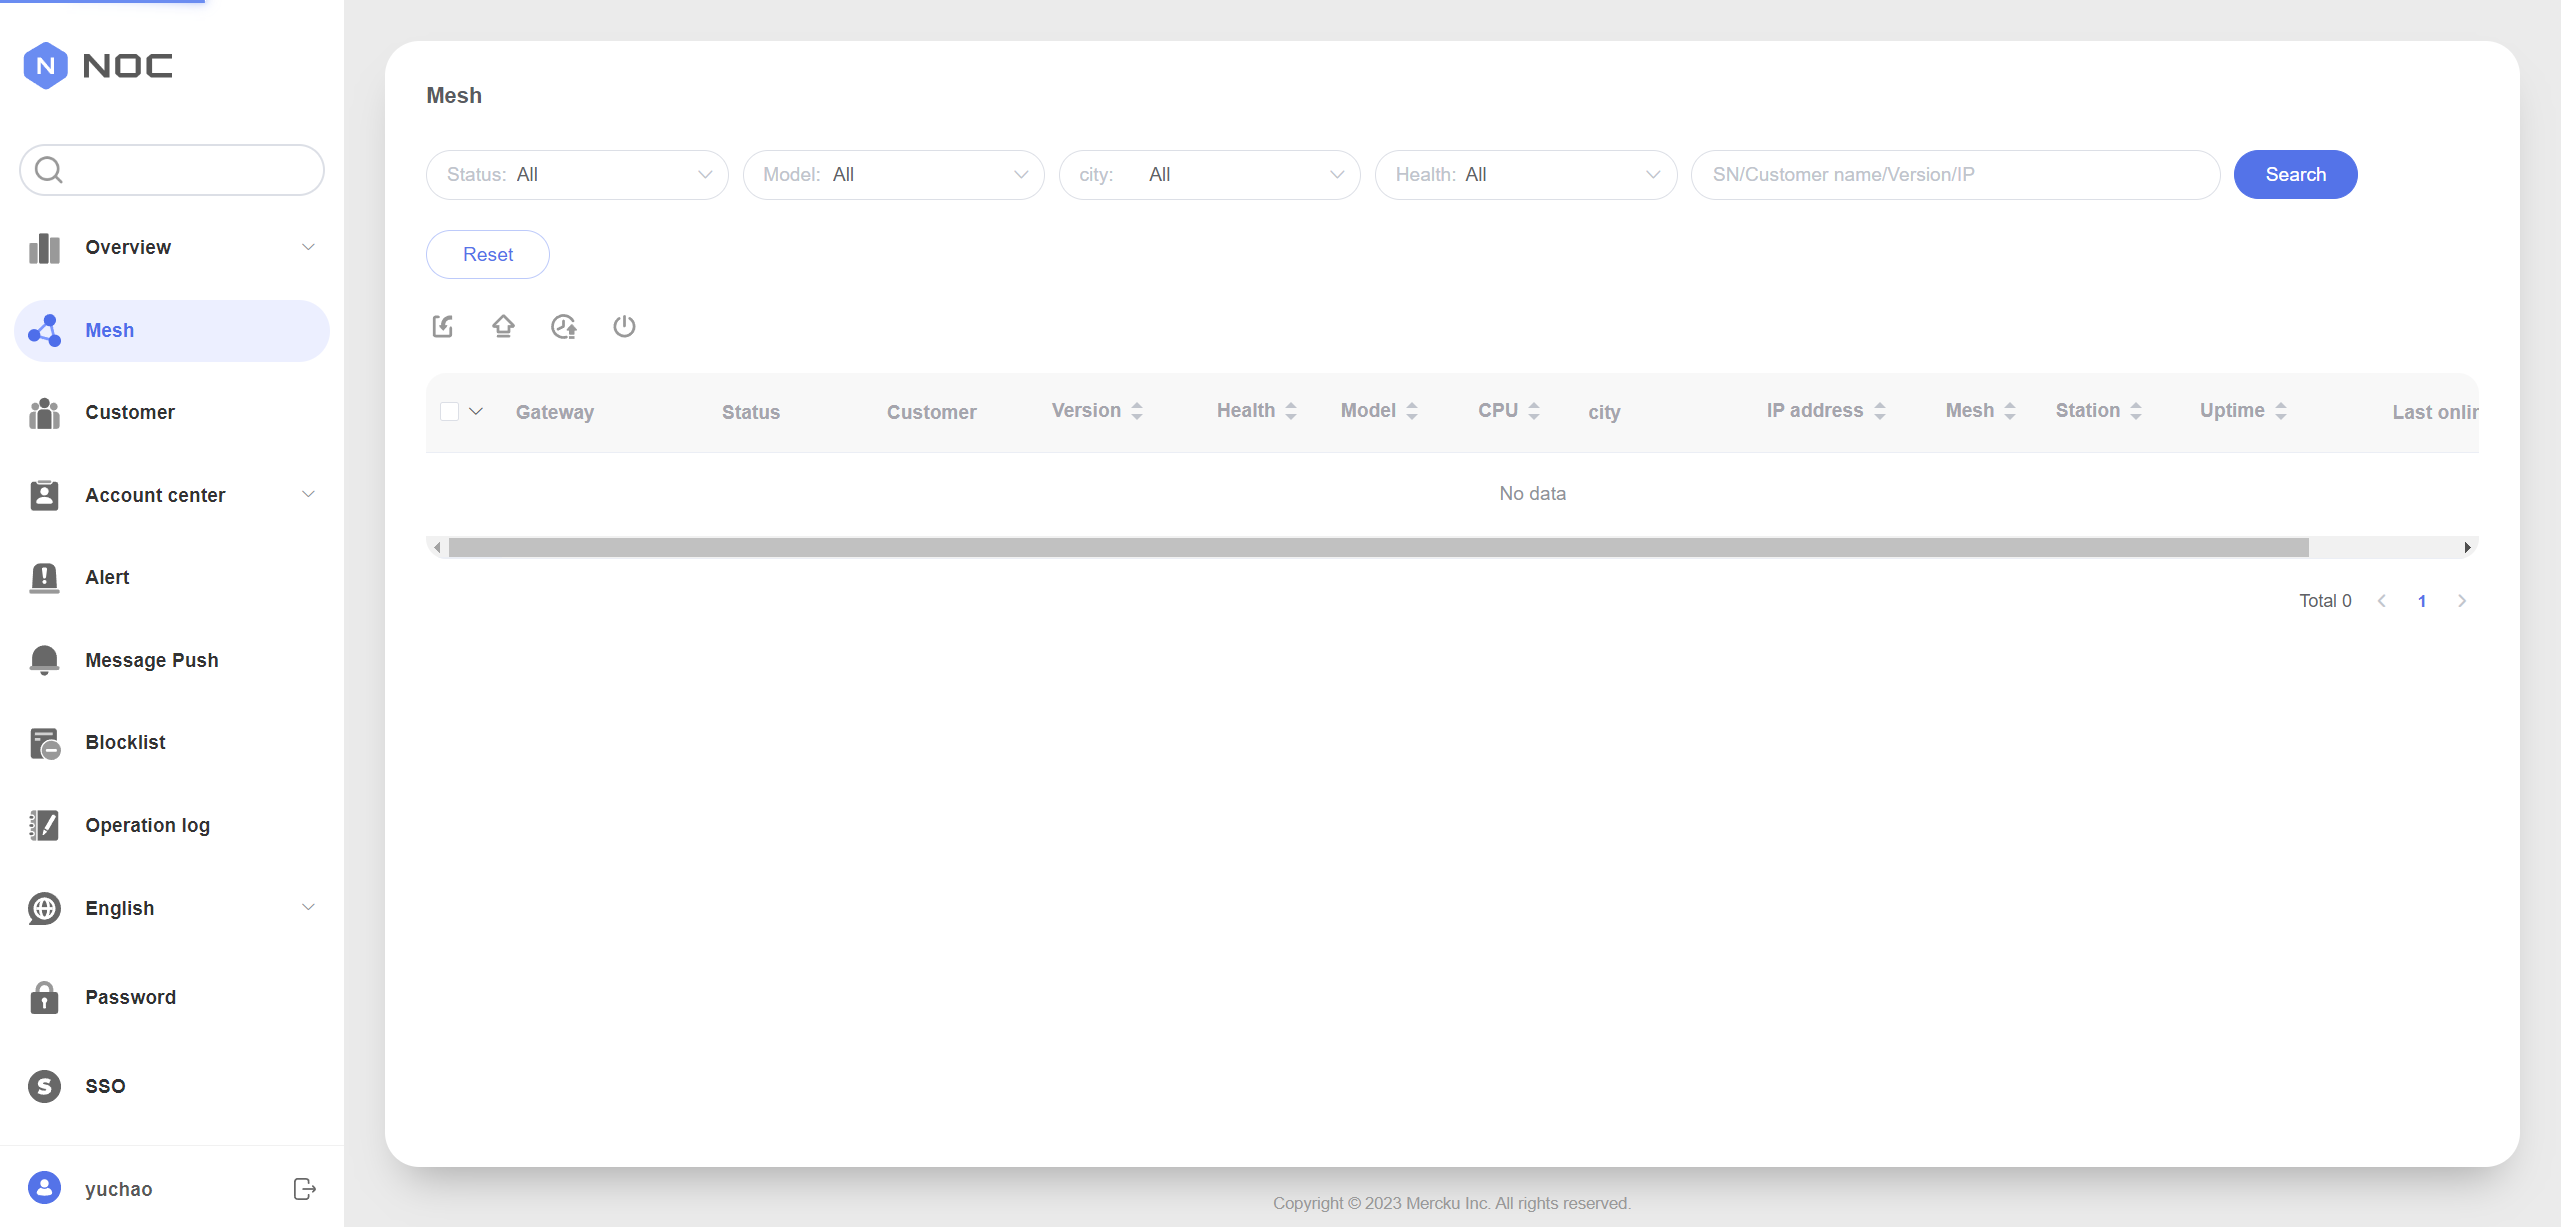 N NOC
Overview
Mesh
Customer
Account center
Alert
Message Push
Blocklist
Operation log
English
Password
S SSO
yuchao
Mesh
Status: All Model: All city: All Health: All SN/Customer name/Version/IP Search
Reset
Gateway Status Customer Version Health Model CPU city IP address Mesh Station Uptime Last onlin
No data
Total 0 1
Copyright © 2023 Mercku Inc. All rights reserved.